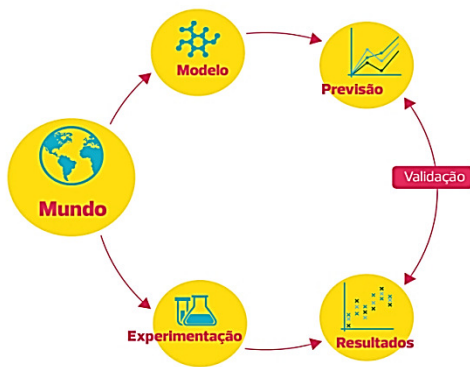 Modelo
Previsão
Validação
Mundo
Experimentação
Resultados